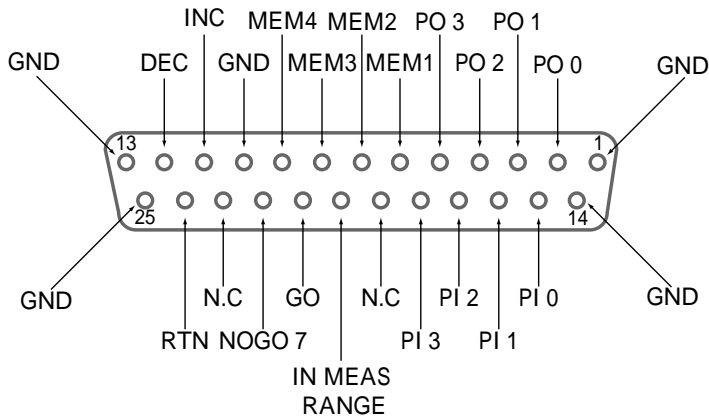 INC MEM4 MEM2 PO 3 PO 1
GND DEC GND MEM3 MEM1 PO 2 PO 0 GND
13 1
25 14
GND N.C GO N.C PI 2 PI 0 GND
RTN NOGO 7 PI 3 PI 1
IN MEAS
RANGE